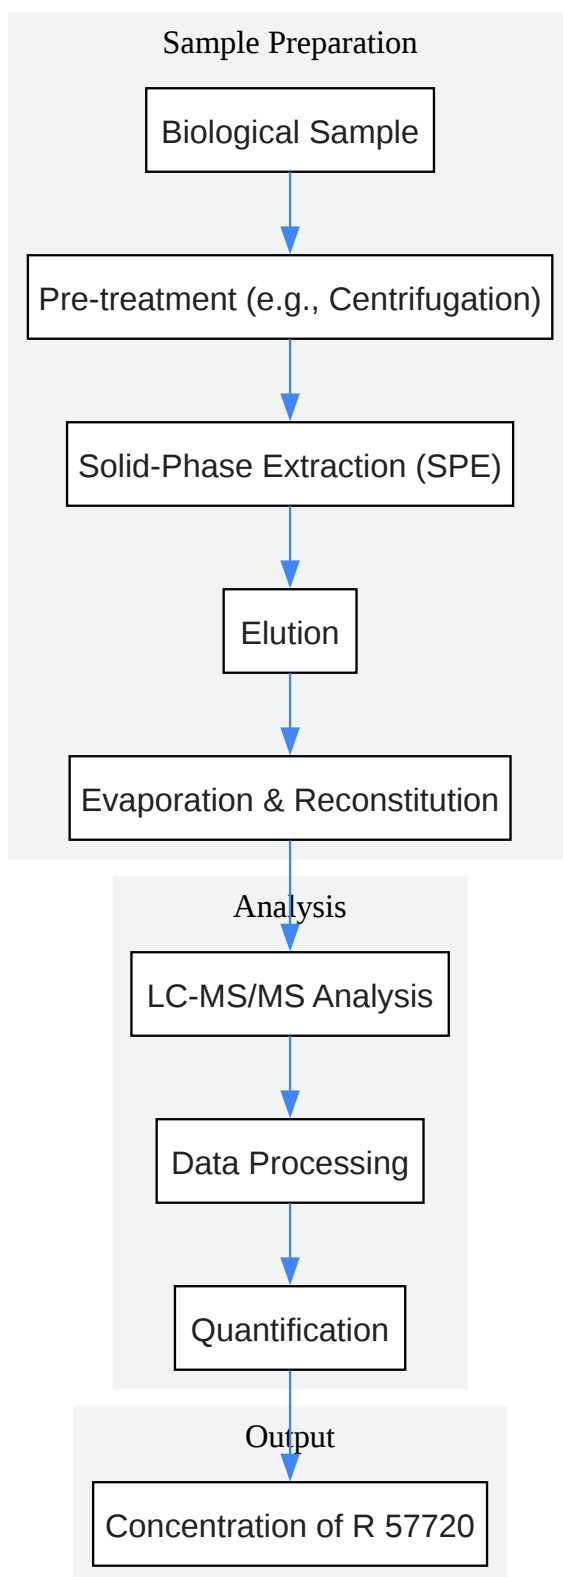 Sample Preparation
Biological Sample
Pre-treatment (e.g., Centrifugation)
Solid-Phase Extraction (SPE)
Elution
Evaporation & Reconstitution
Analysis
LC-MS/MS Analysis
Data Processing
Quantification
Output
Concentration of R 57720